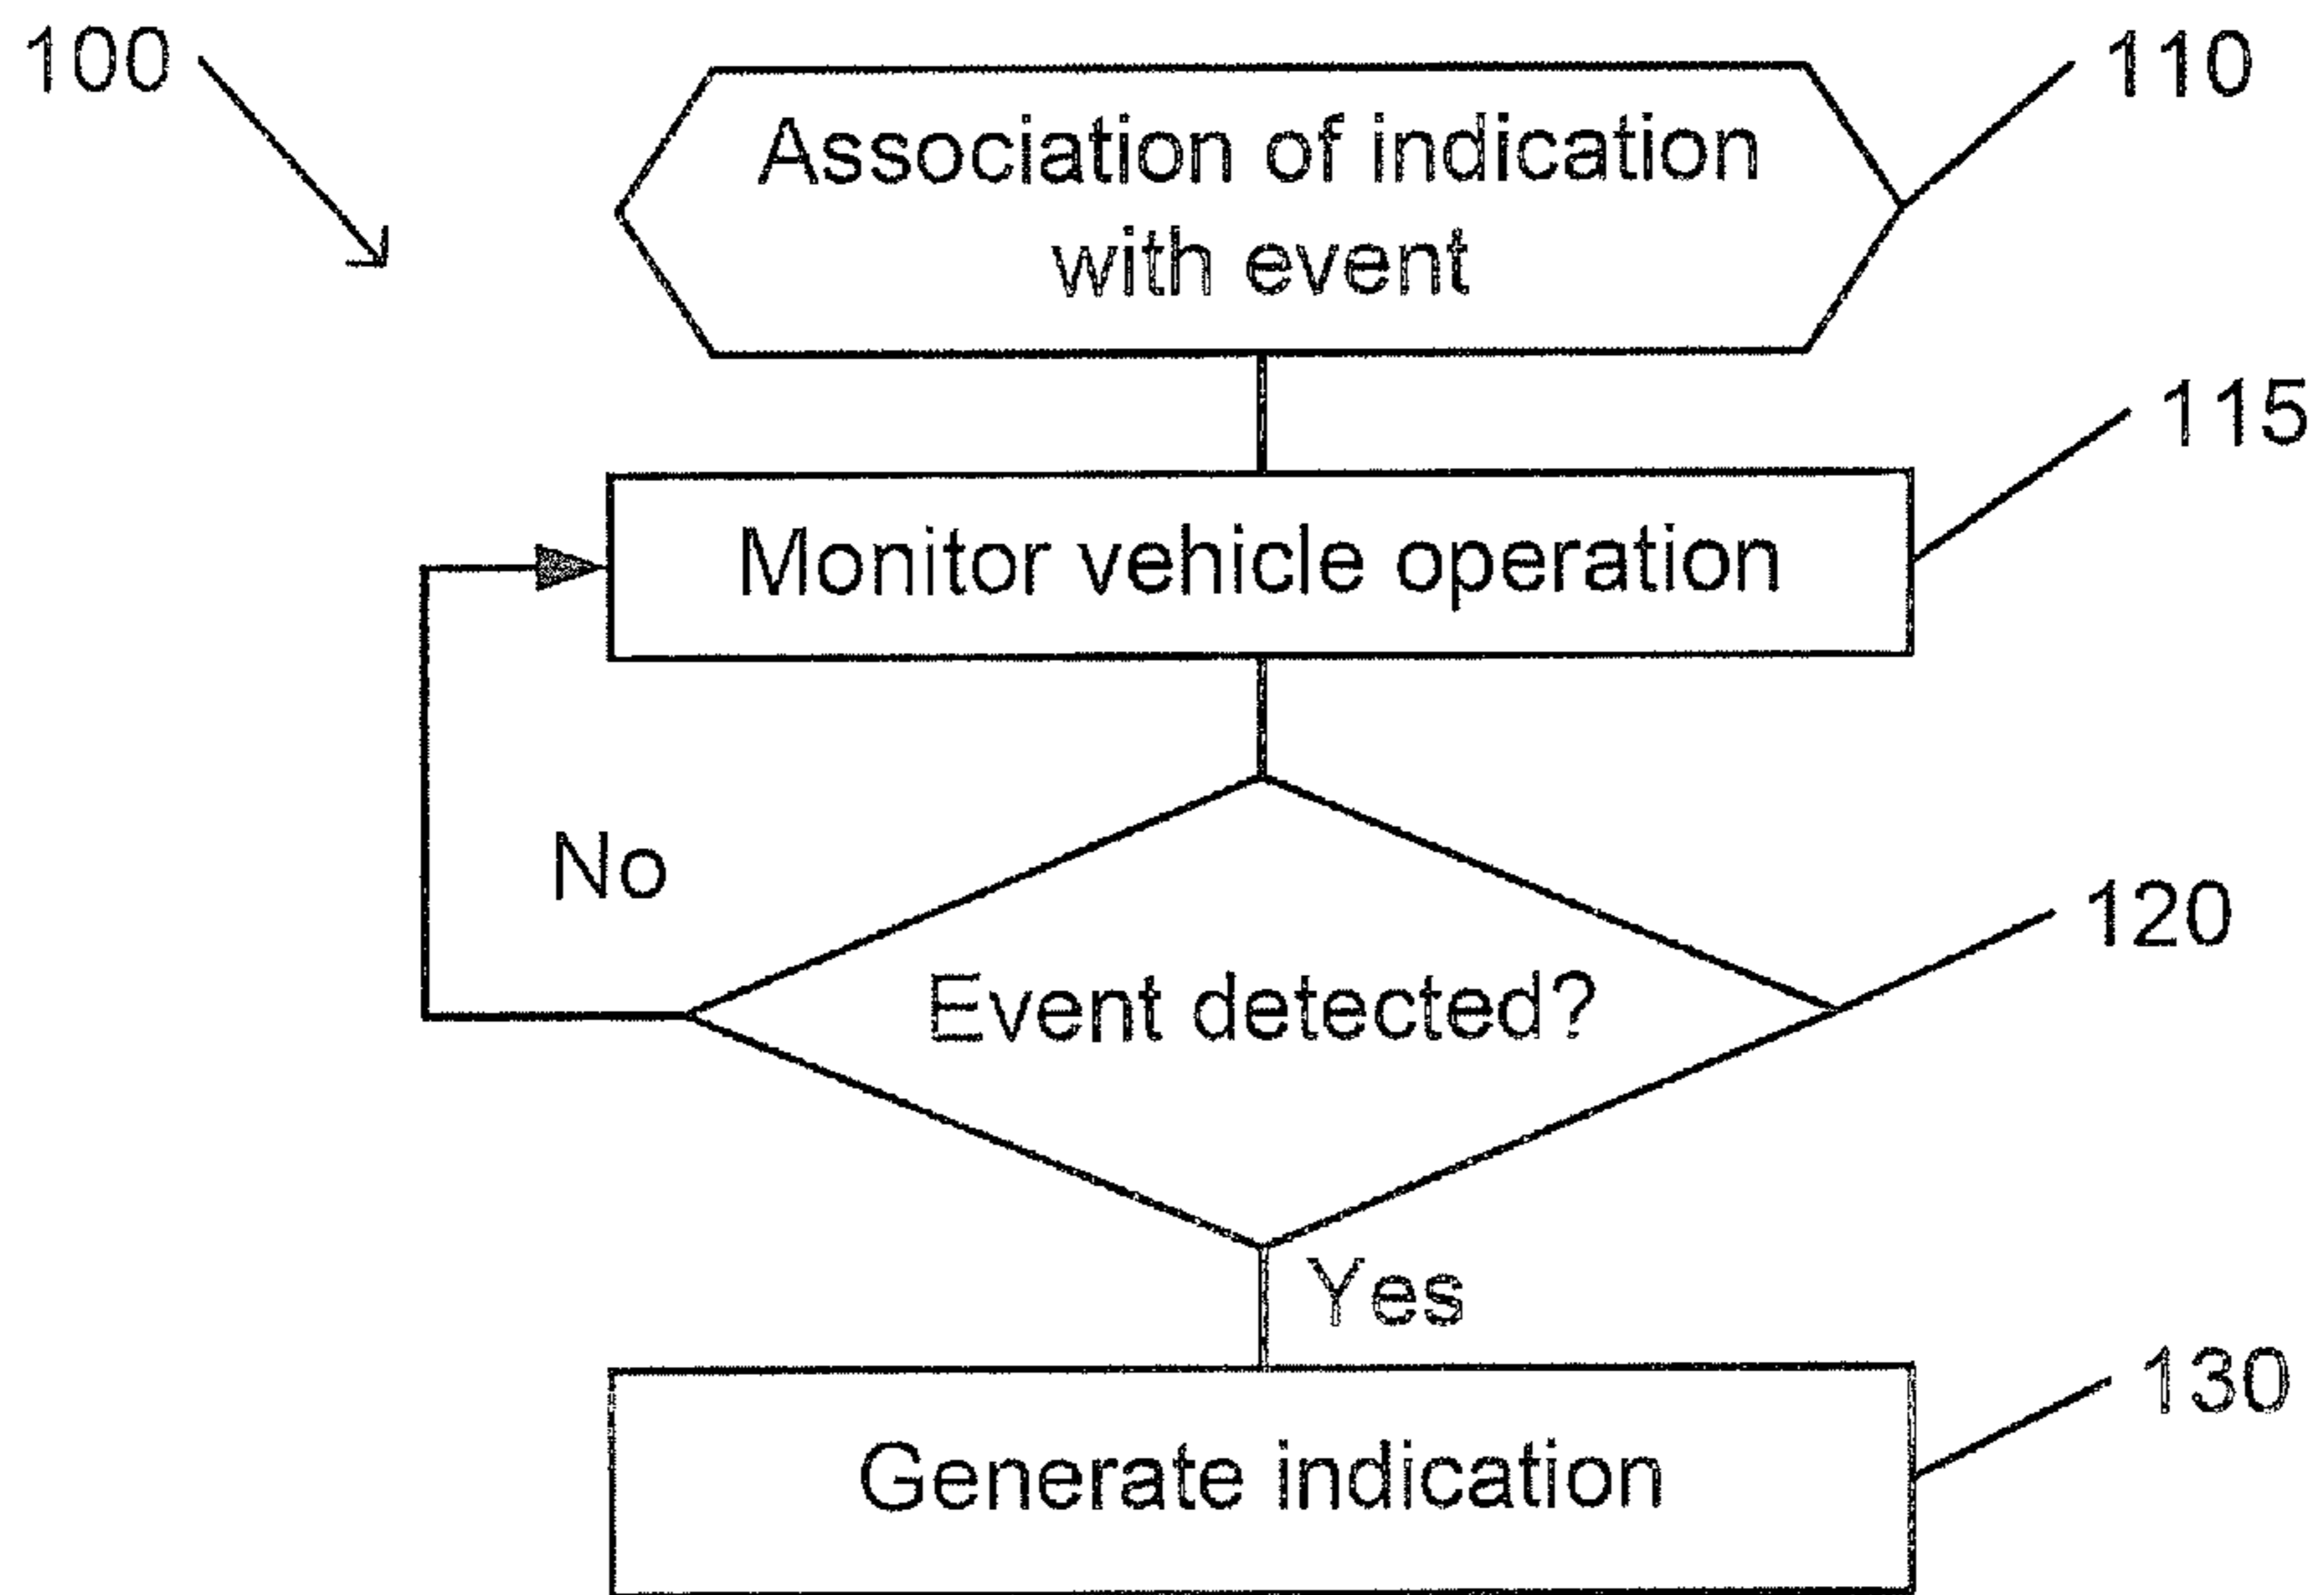 100
110
Association of indication
with event
115
Monitor vehicle operation
No
120
Event detected?
Yes
130
Generate indication